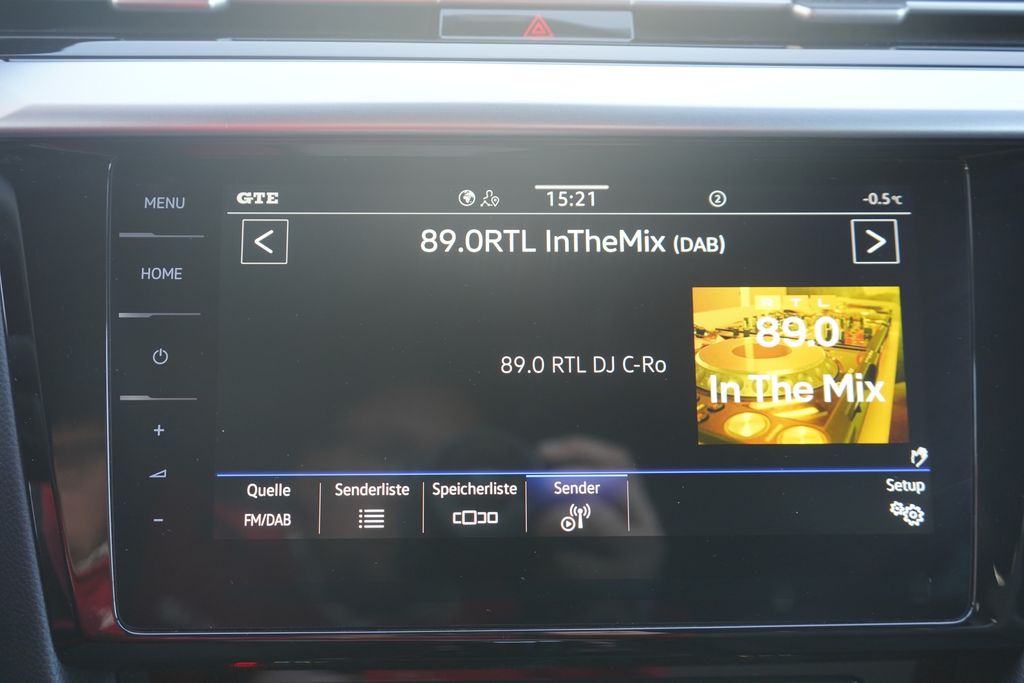 MENU
HOME
GTE
15:21
2
-0.5°C
<
89.0RTL InTheMix (DAB)
>
89.0 RTL DJ C-Ro
RTL
89.0
In The Mix
+
-
Quelle
FM/DAB
Senderliste
Speicherliste
Sender
Setup